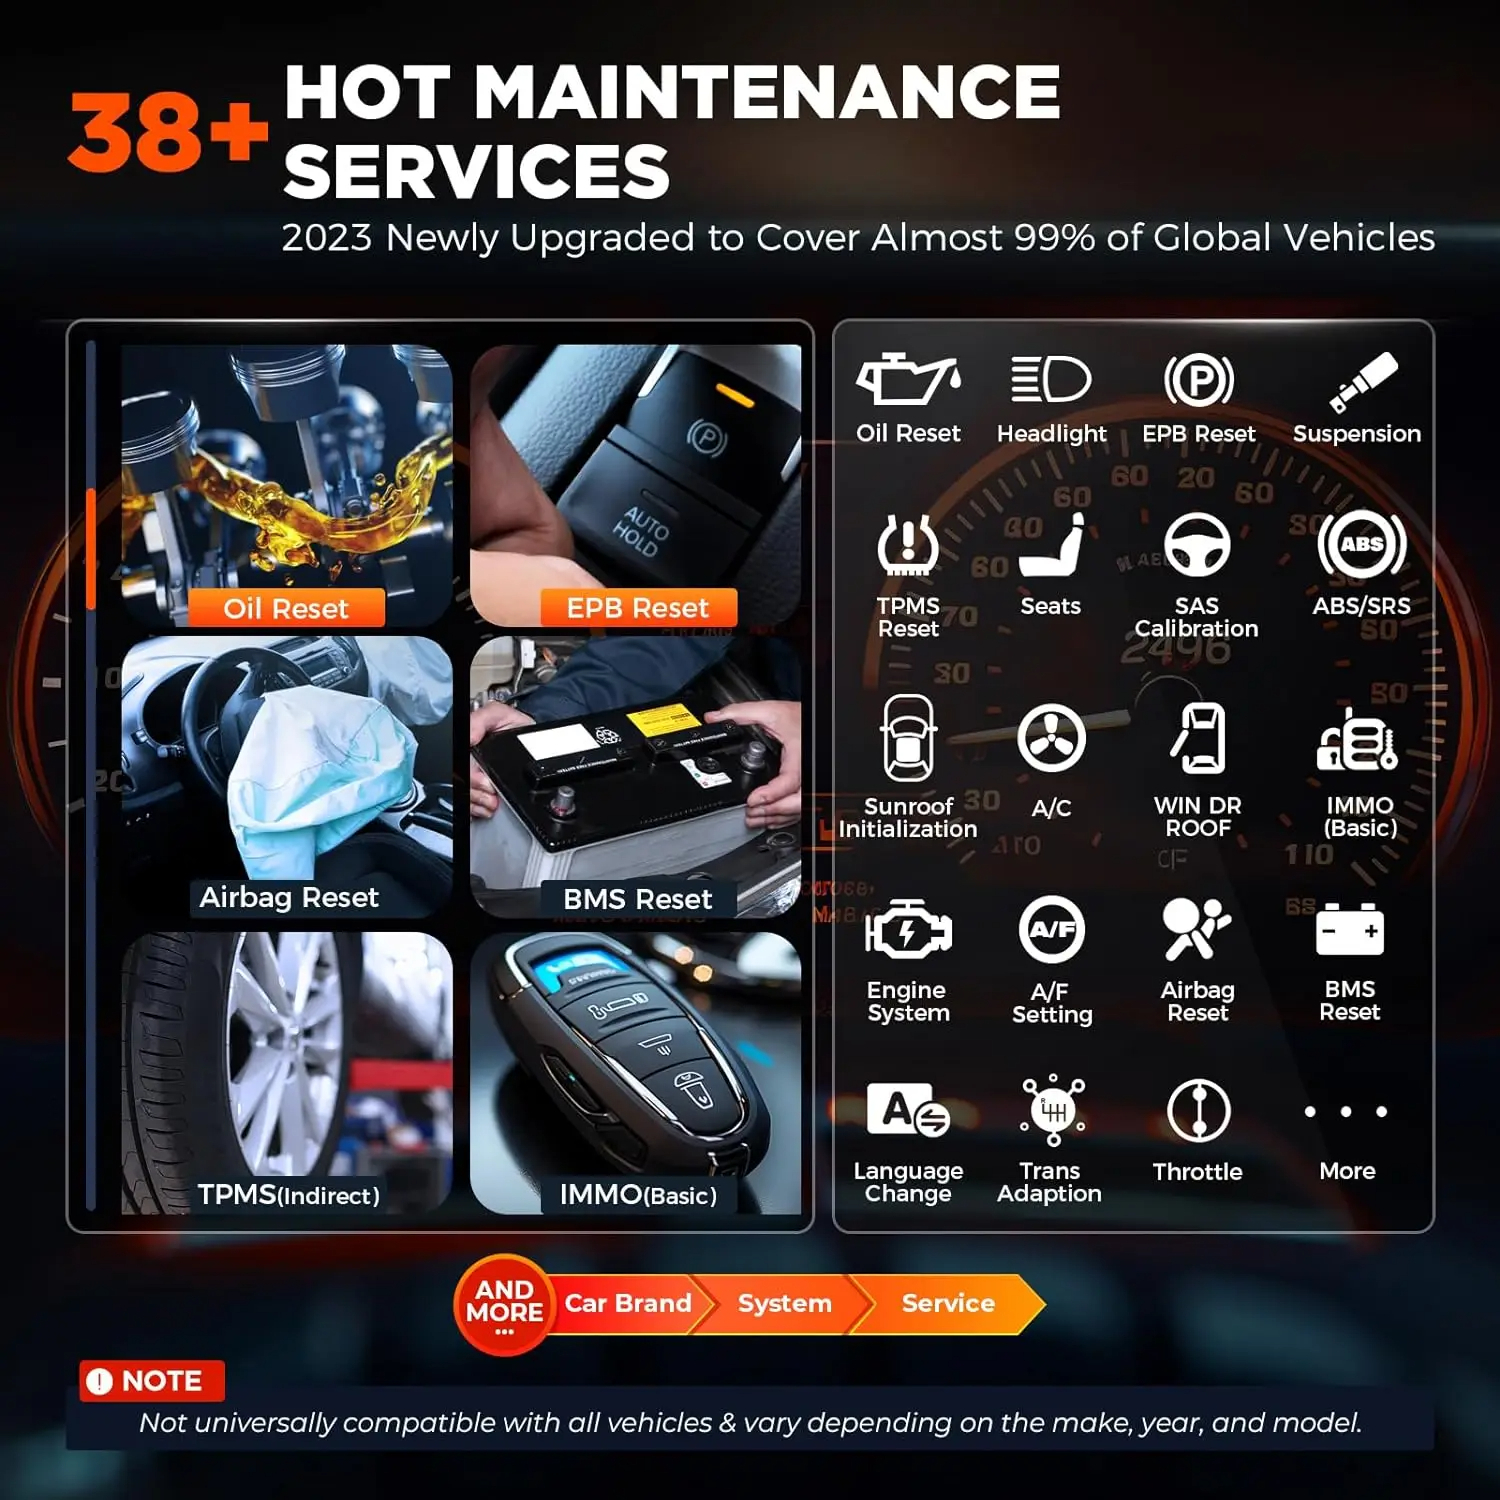 38+
HOT MAINTENANCE
SERVICES
2023 Newly Upgraded to Cover Almost 99% of Global Vehicles
AUTO
HOLD
Oil Reset
EPB Reset
Airbag Reset
BMS Reset
TPMS(Indirect)
IMMO(Basic)
Oil Reset
Headlight
EPB Reset
Suspension
TPMS
Reset
Seats
SAS
Calibration
ABS
ABS/SRS
Sunroof
Initialization
A/C
WIN DR
ROOF
IMMO
(Basic)
Engine
System
A/F
A/F
Setting
Airbag
Reset
BMS
Reset
A
Language
Change
R
Trans
Adaption
Throttle
More
2496
AND
MORE
...
Car Brand
System
Service
NOTE
Not universally compatible with all vehicles & vary depending on the make, year, and model.